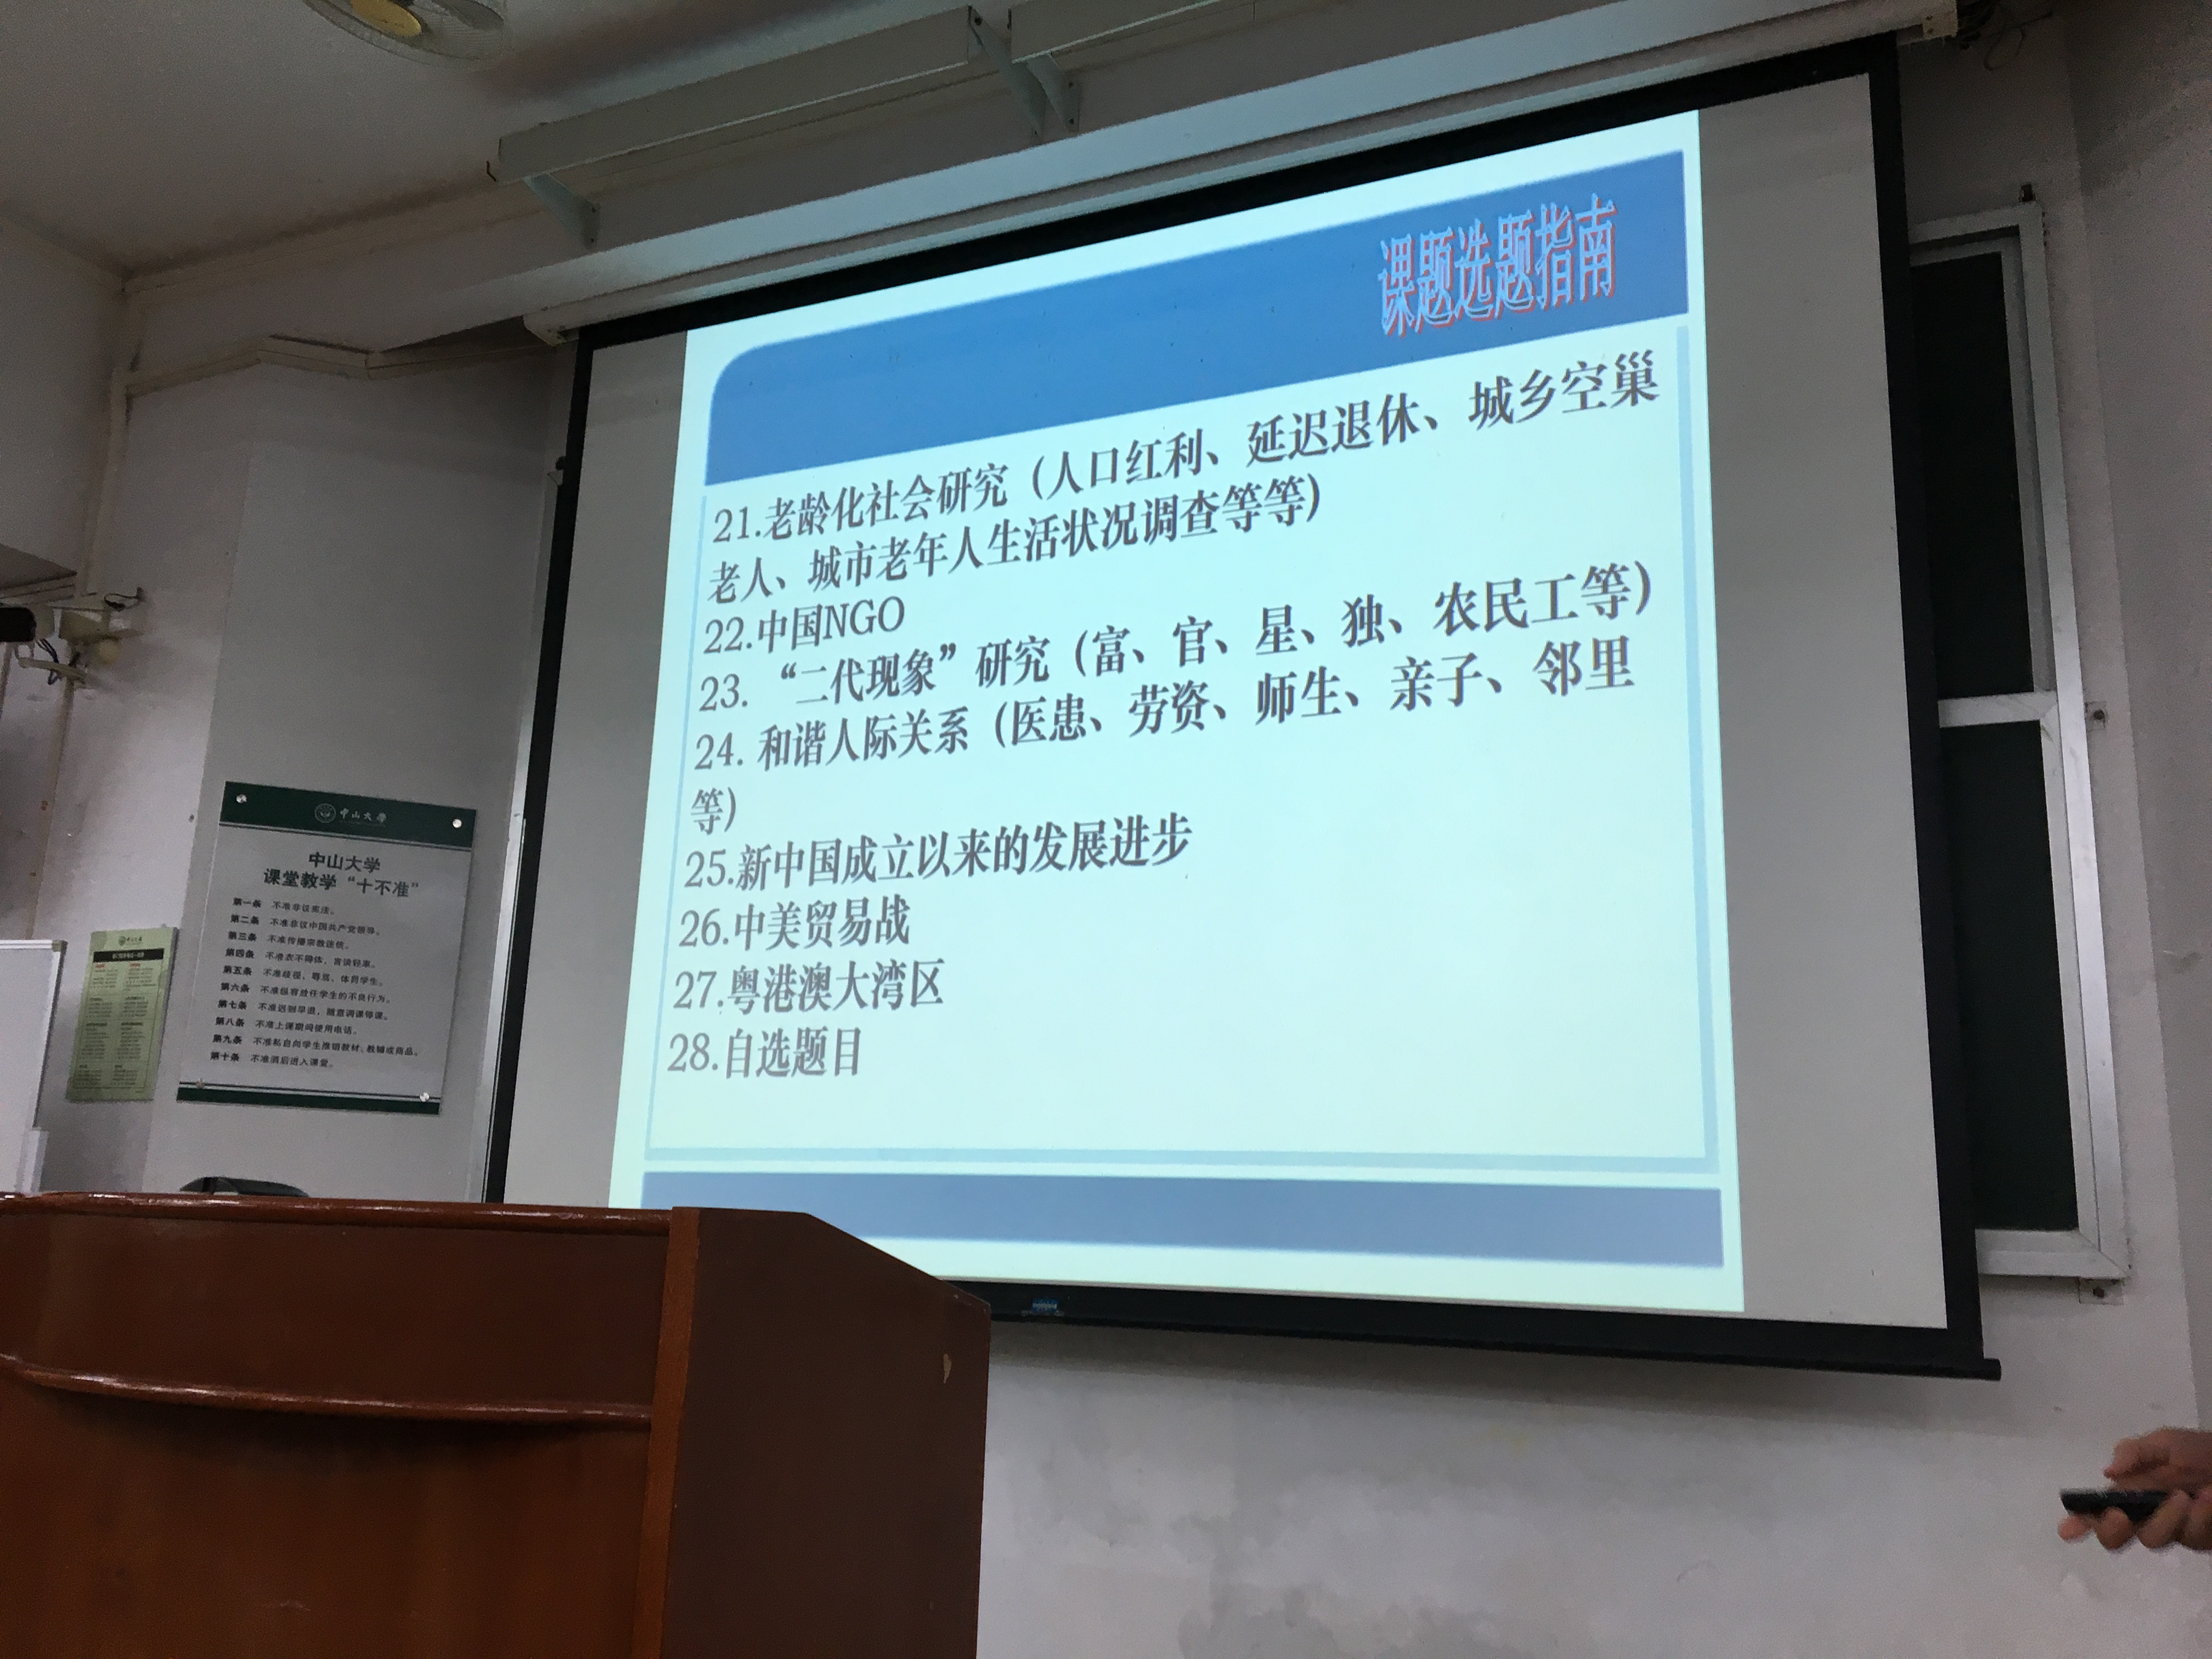 课题选题指南
21.老龄化社会研究（人口红利、延迟退休、城乡空巢
老人、城市老年人生活状况调查等等）
22.中国NGO
23. “二代现象”研究（富、官、星、独、农民工等）
24. 和谐人际关系（医患、劳资、师生、亲子、邻里
等）
25.新中国成立以来的发展进步
26.中美贸易战
27.粤港澳大湾区
28.自选题目
中山大學
中山大学
课堂教学“十不准”
第一条 不准非议宪法。
第二条 不准非议中国共产党领导。
第三条 不准传播宗教迷信。
第四条 不准衣不得体，言谈轻率。
第五条 不准歧视、辱骂、体罚学生。
第六条 不准纵容放任学生的不良行为。
第七条 不准迟到早退，随意调课停课。
第八条 不准上课期间使用电话。
第九条 不准私自向学生推销教材、教辅或商品。
第十条 不准酒后进入课堂。